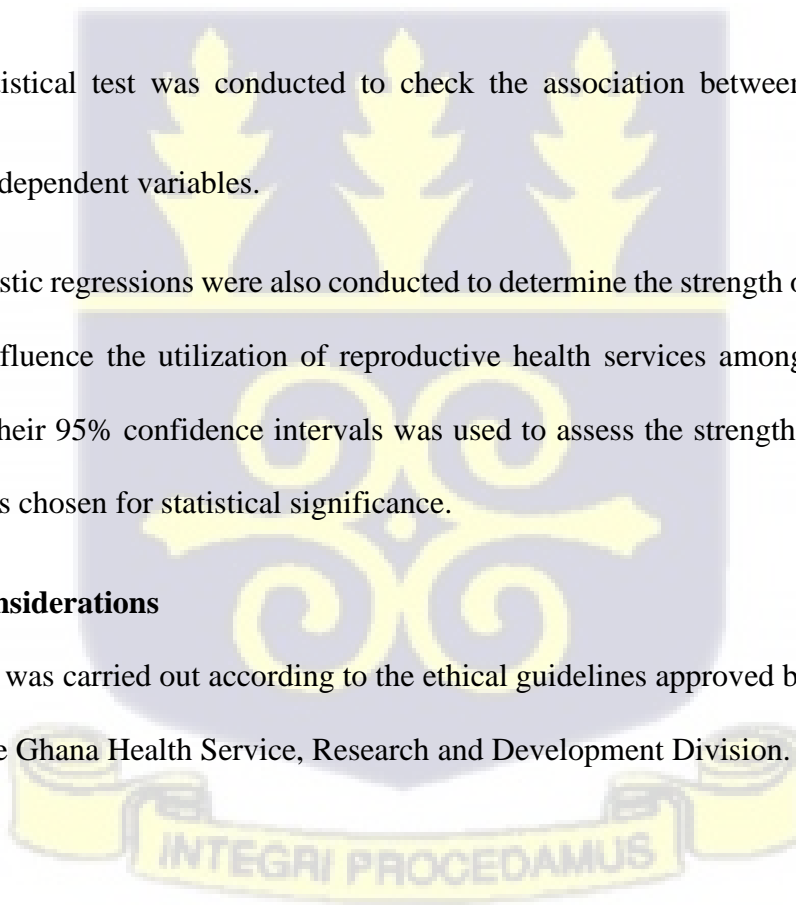 istical test was conducted to check the association between
dependent variables.
stic regressions were also conducted to determine the strength
fluence the utilization of reproductive health services among
heir 95% confidence intervals was used to assess the strength
s chosen for statistical significance.
nsiderations
was carried out according to the ethical guidelines approved
e Ghana Health Service, Research and Development Division.
INTEGRI PROCEDAMUS